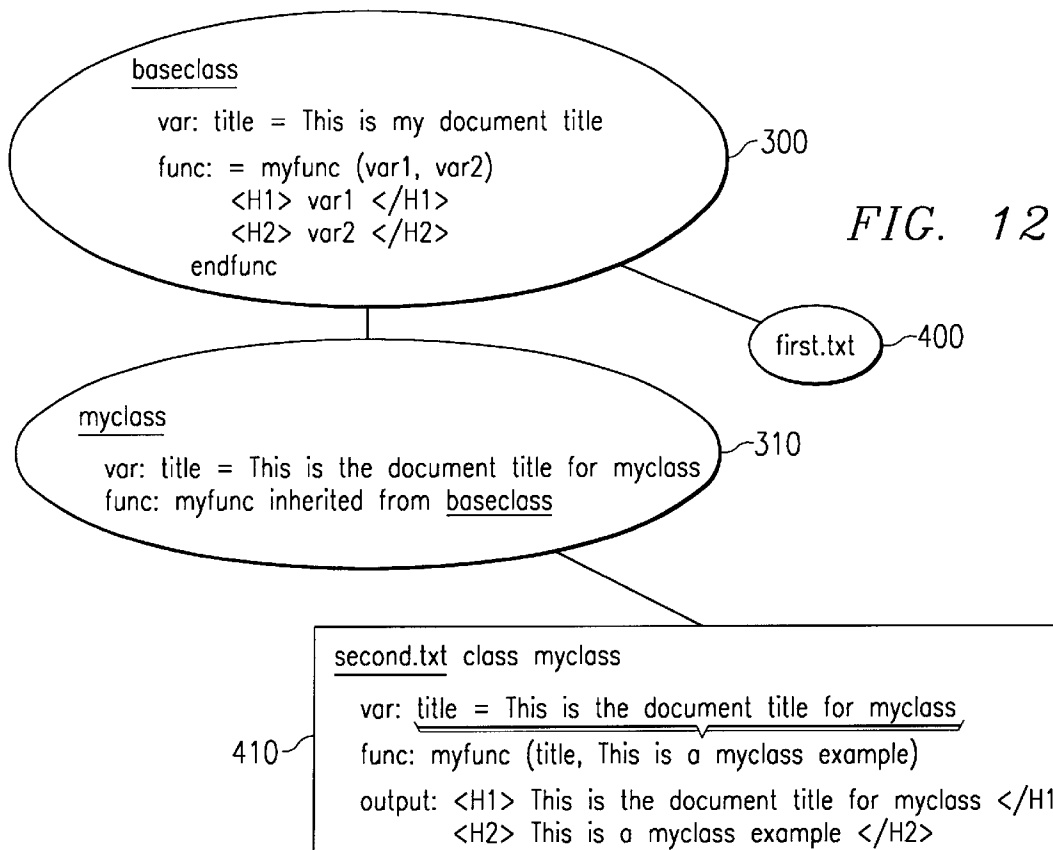 baseclass
var: title = This is my document title
func: = myfunc (var1, var2)
<H1> var1 </H1>
<H2> var2 </H2>
endfunc
300
FIG. 12
first.txt
400
myclass
var: title = This is the document title for myclass
func: myfunc inherited from baseclass
310
second.txt class myclass
var: title = This is the document title for myclass
410
func: myfunc (title, This is a myclass example)
output: <H1> This is the document title for myclass </H1
<H2> This is a myclass example </H2>